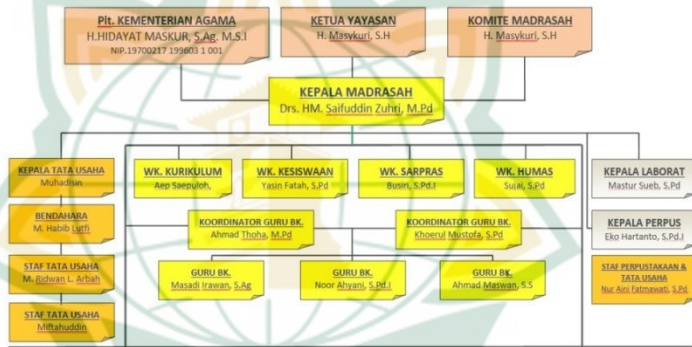 Plt. KEMENTERIAN AGAMA
H.HIDAYAT MASKUR, S.Ag. M.S.I
NIP.19700217 199603 1 001
KETUA YAYASAN
H. Masykuri, S.H
KOMITE MADRASAH
H. Masykuri, S.H
KEPALA MADRASAH
Drs. HM. Saifuddin Zuhri, M.Pd
KEPALA TATA USAHA
Muhadisin
WK. KURIKULUM
Aep Saepuloh,
WK. KESISWAAN
Yasin Fatah, S.Pd
WK. SARPRAS
Busiri, S.Pd.I
WK. HUMAS
Sujai, S.Pd
KEPALA LABORAT
Mastur Sueb, S.Pd
BENDAHARA
M. Habib Lutfi
KOORDINATOR GURU BK.
Ahmad Thoha, M.Pd
KOORDINATOR GURU BK.
Khoerul Mustofa, S.Pd
KEPALA PERPUS
Eko Hartanto, S.Pd.I
STAF TATA USAHA
M. Ridwan L. Arbah
GURU BK.
Masadi Irawan, S.Ag
GURU BK.
Noor Ahyani, S.Pd.I
GURU BK.
Ahmad Maswan, S.S
STAF PERPUSTAKAAN &
TATA USAHA
Nur Aini Fatmawati, S.Pd
STAF TATA USAHA
Miftahuddin